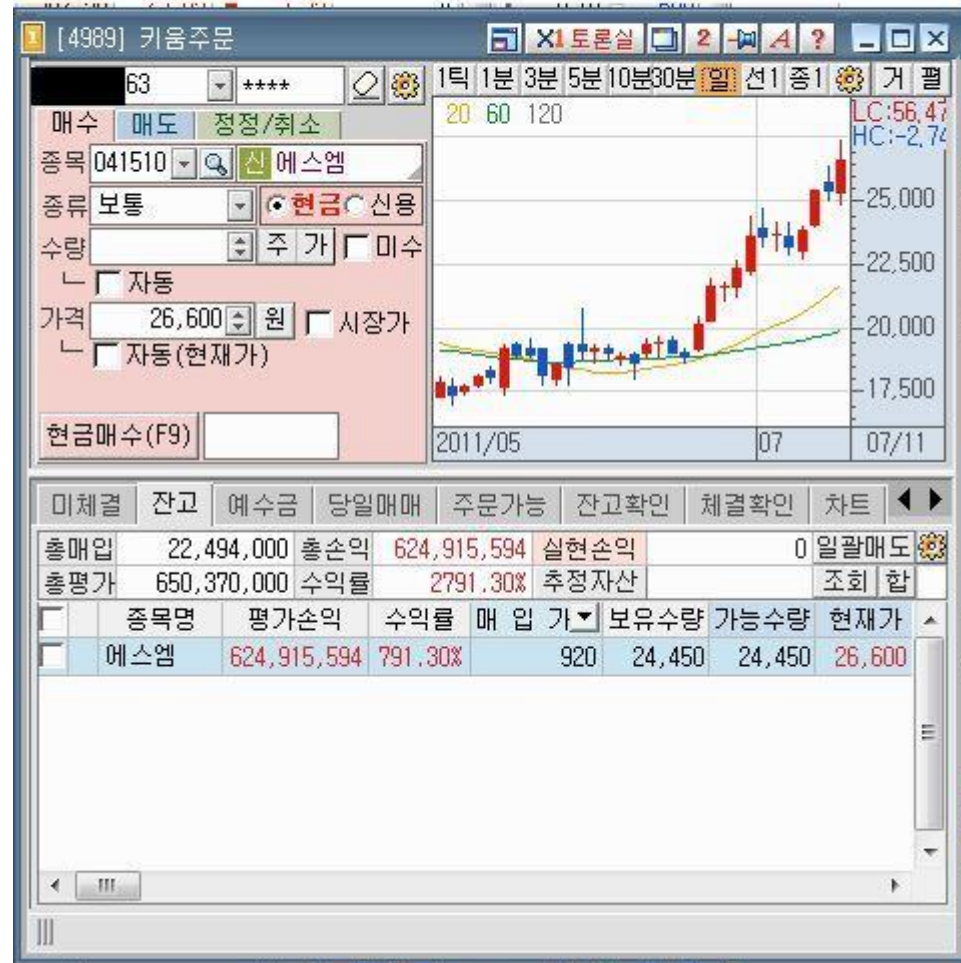 [4989] 키움주문 X1 토론실 2 A ?
63 ****
1틱 1분 3분 5분 10분 30분 일 선1 종1 거 펼
매수 매도 정정/취소
20 60 120
LC:56,47
HC:-2,74
종목 041510 신 에스엠
종류 보통 현금 신용
25,000
수량 주 가 미수
22,500
자동
가격 26,600 원 시장가
20,000
자동(현재가)
17,500
현금매수(F9)
2011/05 07 07/11
미체결 잔고 예수금 당일매매 주문가능 잔고확인 체결확인 차트
총매입 22,494,000 총손익 624,915,594 실현손익 0 일괄매도
총평가 650,370,000 수익률 2791.30% 추정자산 조회 합
종목명 평가손익 수익률 매 입 가 보유수량 가능수량 현재가
에스엠 624,915,594 791.30% 920 24,450 24,450 26,600